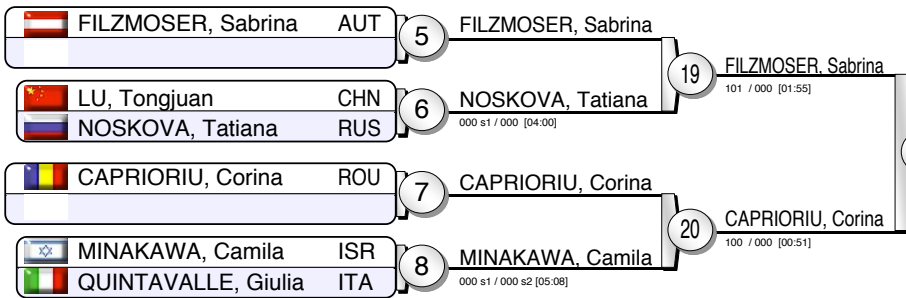 FILZMOSER, Sabrina AUT
5
FILZMOSER, Sabrina
19
FILZMOSER, Sabrina
101 / 000 [01:55]
LU, Tongjuan CHN
NOSKOVA, Tatiana RUS
6
NOSKOVA, Tatiana
000 s1 / 000 [04:00]
CAPRIORIU, Corina ROU
7
CAPRIORIU, Corina
20
CAPRIORIU, Corina
100 / 000 [00:51]
MINAKAWA, Camila ISR
QUINTAVALLE, Giulia ITA
8
MINAKAWA, Camila
000 s1 / 000 s2 [05:08]